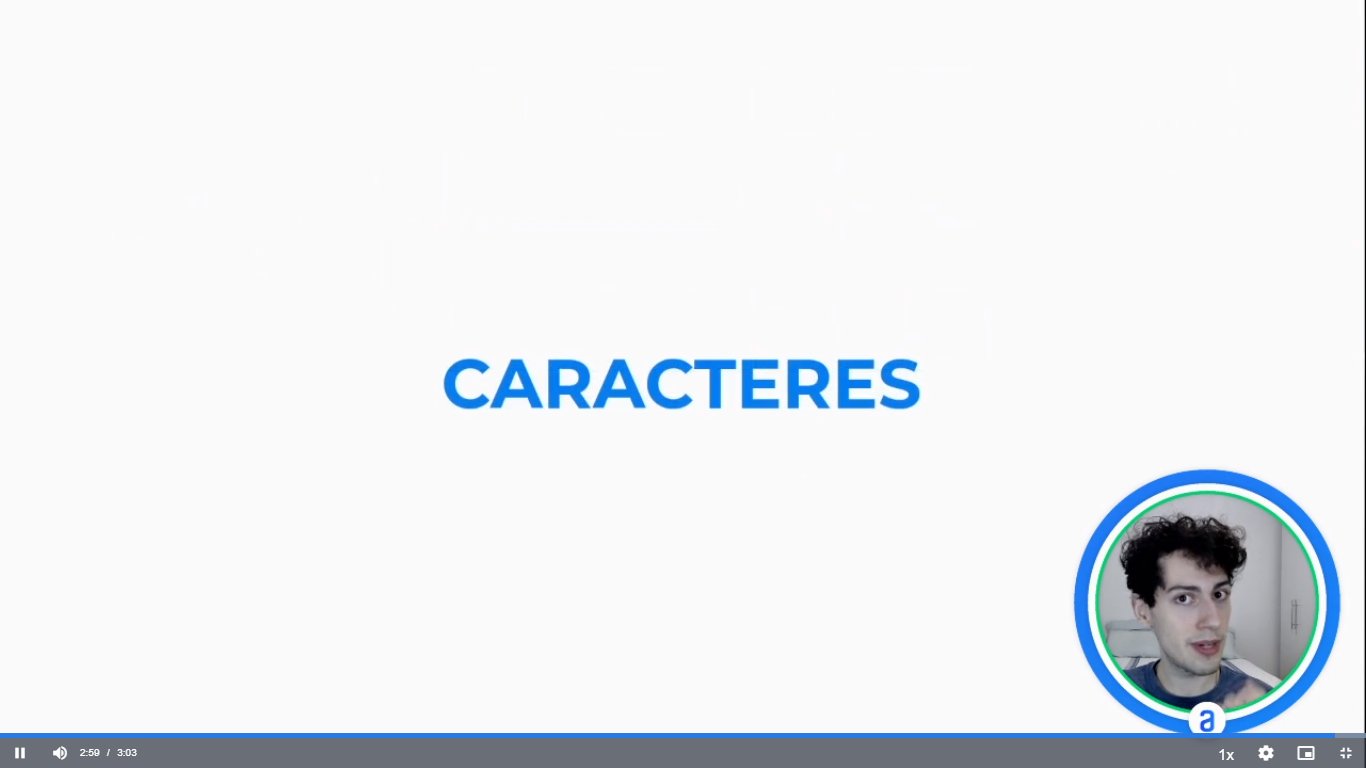 CARACTERES
a
2:59 / 3:03
1x